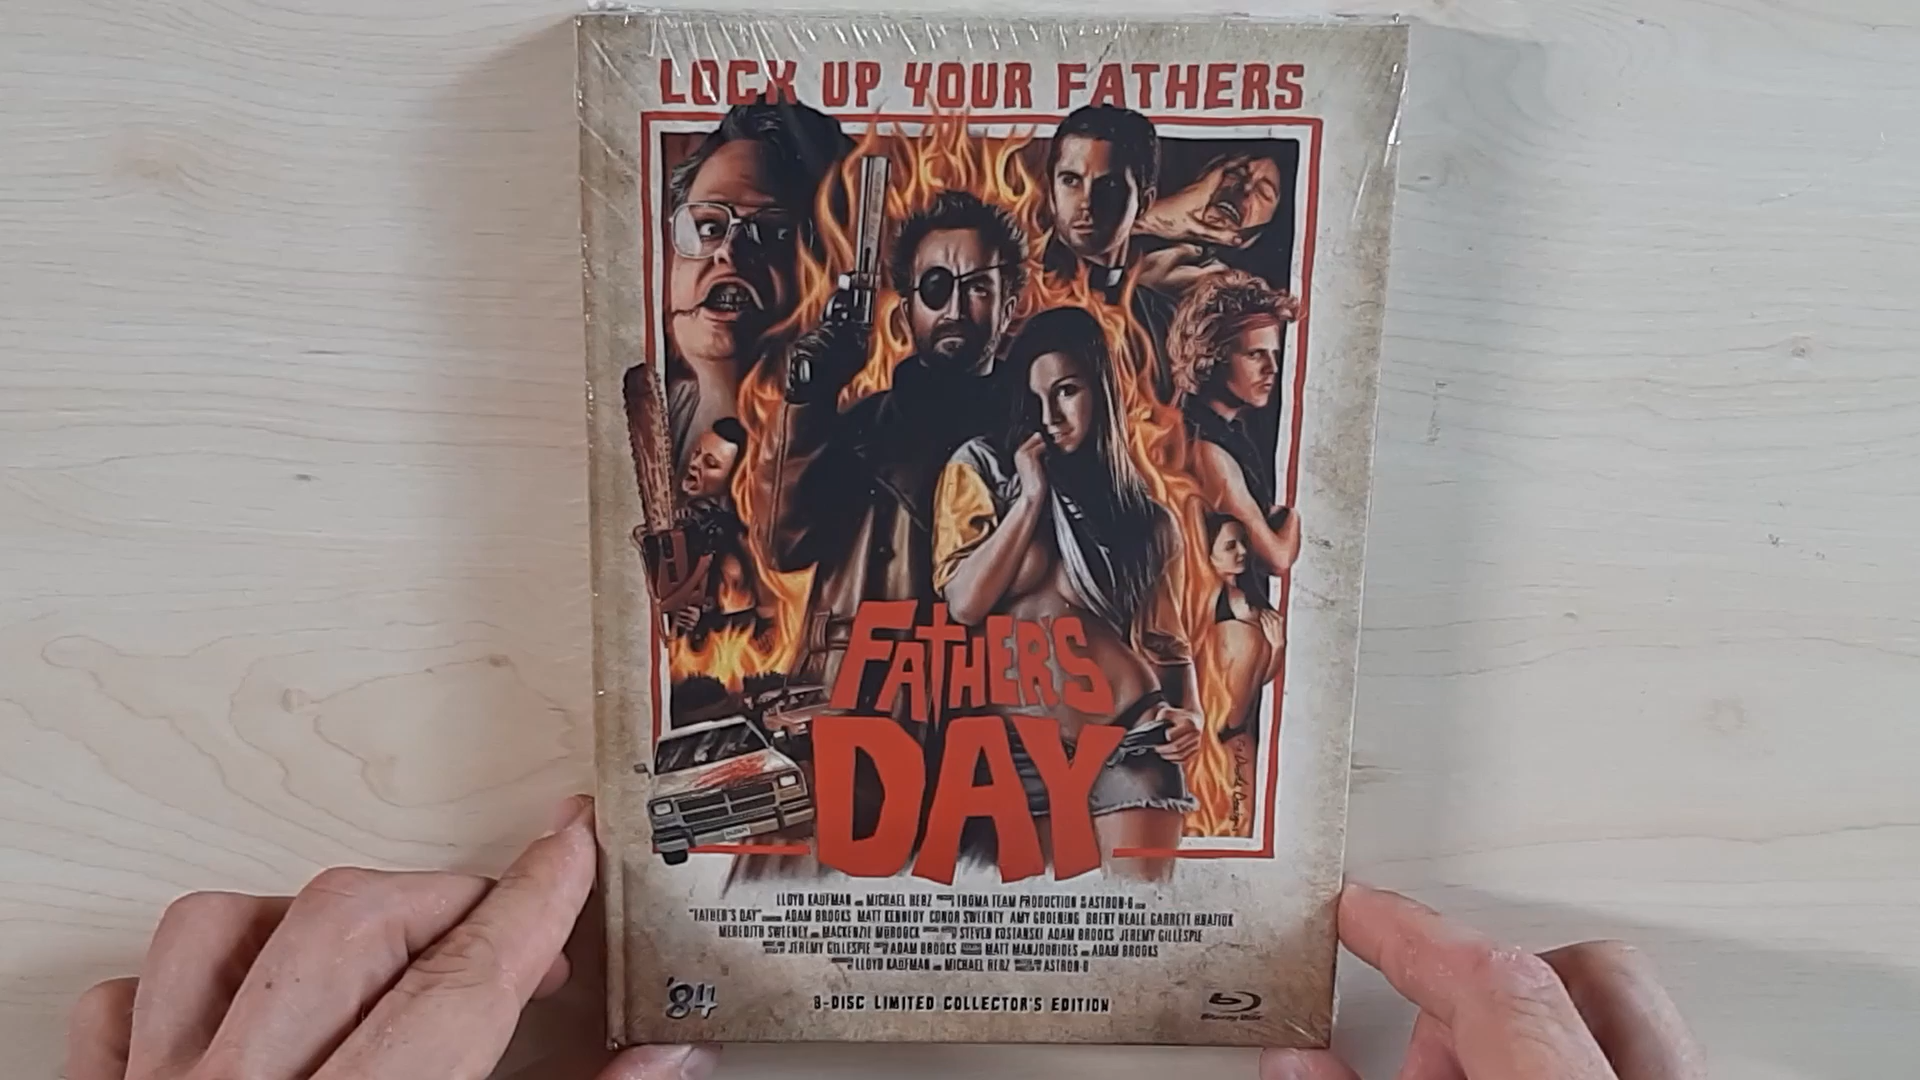 LOCK UP YOUR FATHERS
FATHER'S
DAY
LLOYD KAUFMAN MICHAEL HERZ TROMA TEAM PRODUCTION & ASTRON-6
"FATHER'S DAY" ADAM BROOKS MATT KENNEDY CONOR SWEENEY AMY GROENING BRENT NEALE GARRETT HNATIUK
MEREDITH SWEENEY MACKENZIE MURDOCK STEVEN KOSTANSKI ADAM BROOKS JEREMY GILLESPIE
JEREMY GILLESPIE ADAM BROOKS MATT MANJOURIDES ADAM BROOKS
LLOYD KAUFMAN MICHAEL HERZ ASTRON-6
'84 8-DISC LIMITED COLLECTOR'S EDITION Blu-ray Disc